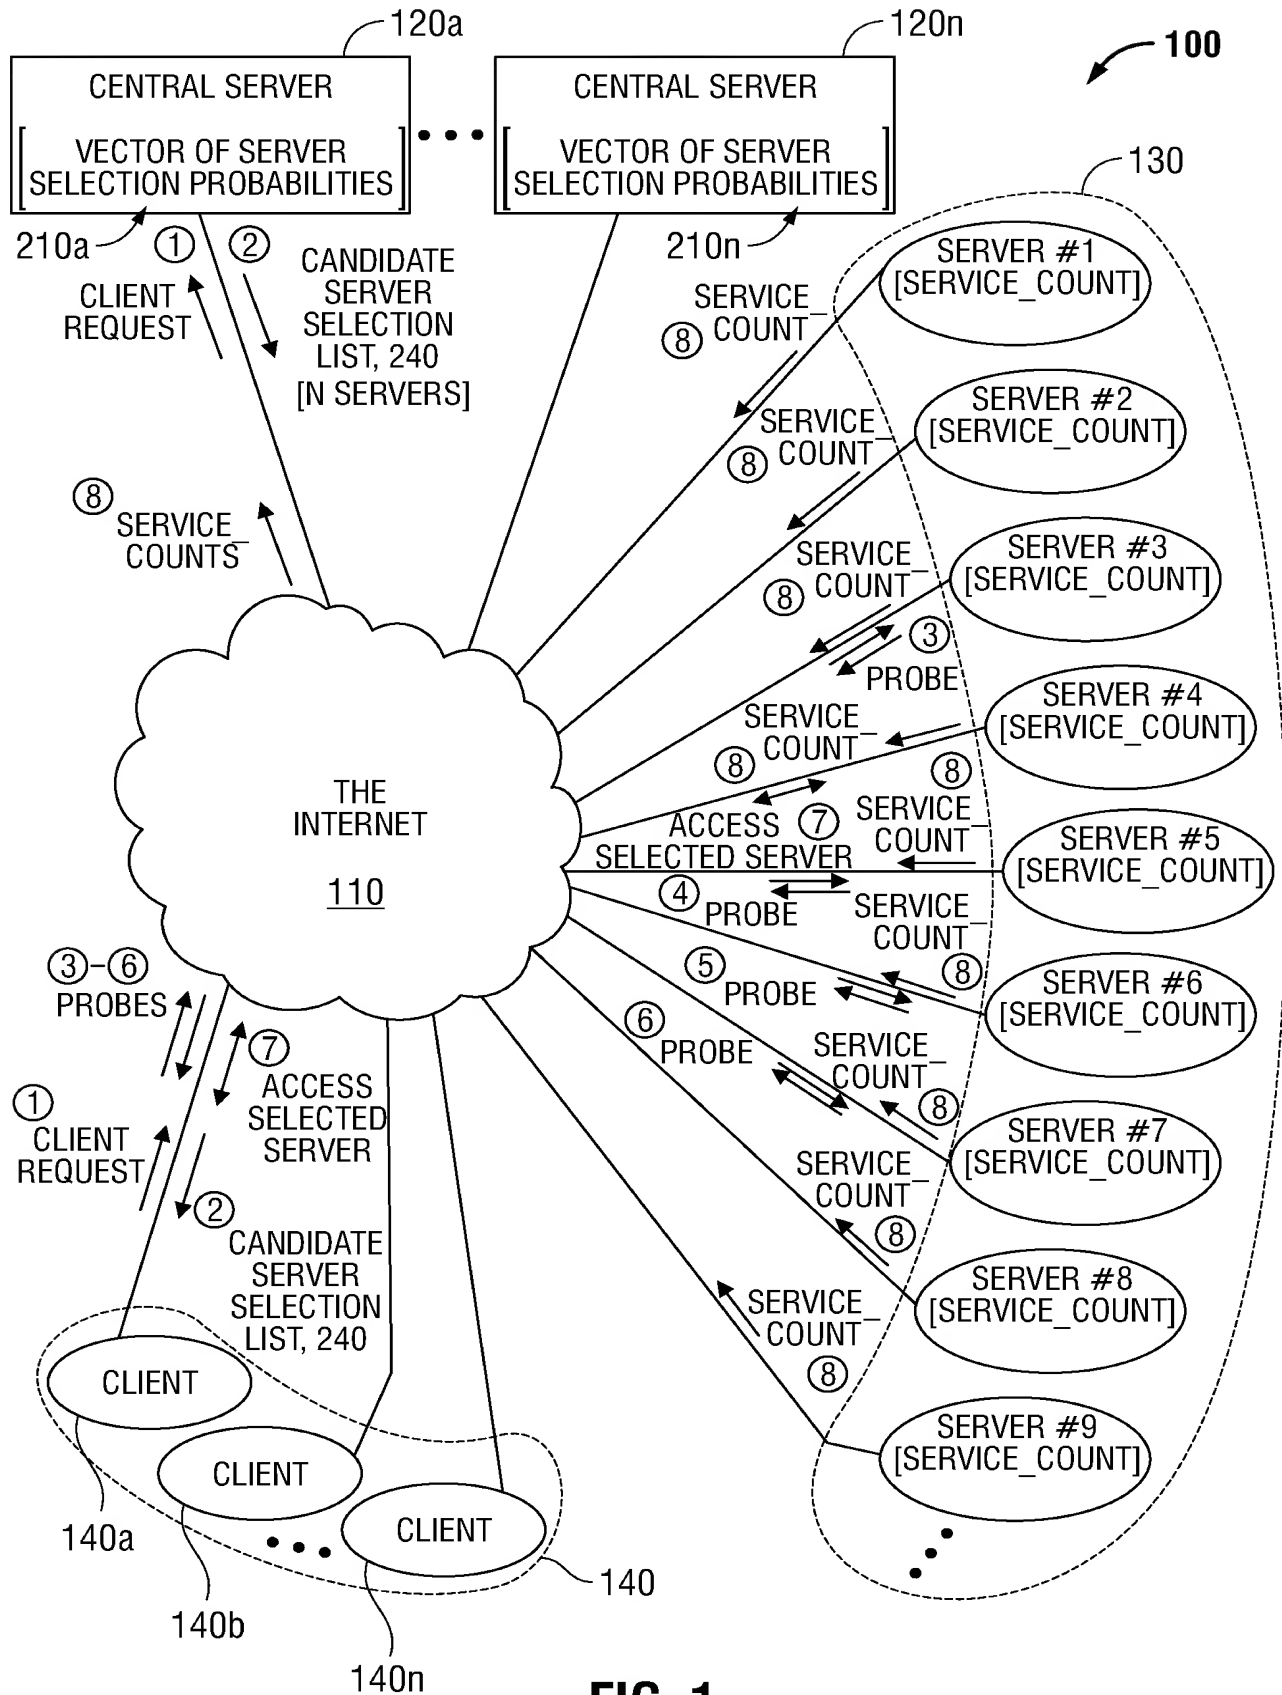 120a
120n
100
CENTRAL SERVER
VECTOR OF SERVER
SELECTION PROBABILITIES
CENTRAL SERVER
VECTOR OF SERVER
SELECTION PROBABILITIES
130
210a
210n
1
CLIENT
REQUEST
2
CANDIDATE
SERVER
SELECTION
LIST, 240
[N SERVERS]
8
SERVICE_
COUNTS
SERVER #1
[SERVICE_COUNT]
SERVICE_
8 COUNT
SERVER #2
[SERVICE_COUNT]
SERVICE_
8 COUNT
SERVER #3
[SERVICE_COUNT]
SERVICE_
8 COUNT
3
PROBE
SERVER #4
[SERVICE_COUNT]
SERVICE_
COUNT
8
8
SERVICE_
COUNT
ACCESS 7
SELECTED SERVER
SERVER #5
[SERVICE_COUNT]
4
PROBE
SERVICE_
COUNT
8
5
PROBE
SERVER #6
[SERVICE_COUNT]
6
PROBE
SERVICE_
COUNT
8
SERVER #7
[SERVICE_COUNT]
SERVICE_
COUNT
8
SERVER #8
[SERVICE_COUNT]
SERVICE_
COUNT
8
SERVER #9
[SERVICE_COUNT]
THE
INTERNET
110
3–6
PROBES
7
ACCESS
SELECTED
SERVER
1
CLIENT
REQUEST
2
CANDIDATE
SERVER
SELECTION
LIST, 240
CLIENT
CLIENT
CLIENT
140a
140b
140n
140
FIG. 1